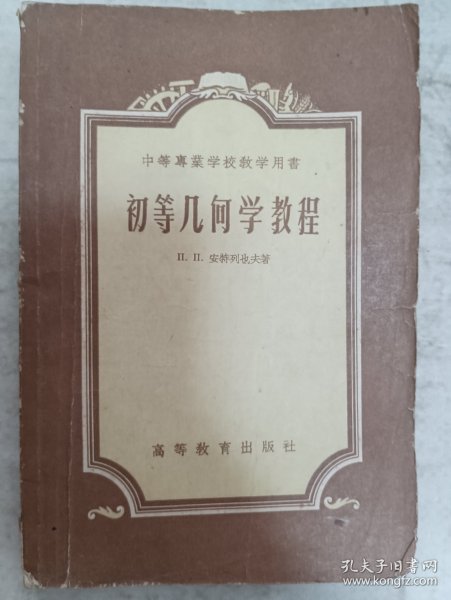 中等專業学校教学用書
初等几何学教程
П. П. 安特列也夫著
高等教育出版社
孔夫子旧书网
www.kongfz.com